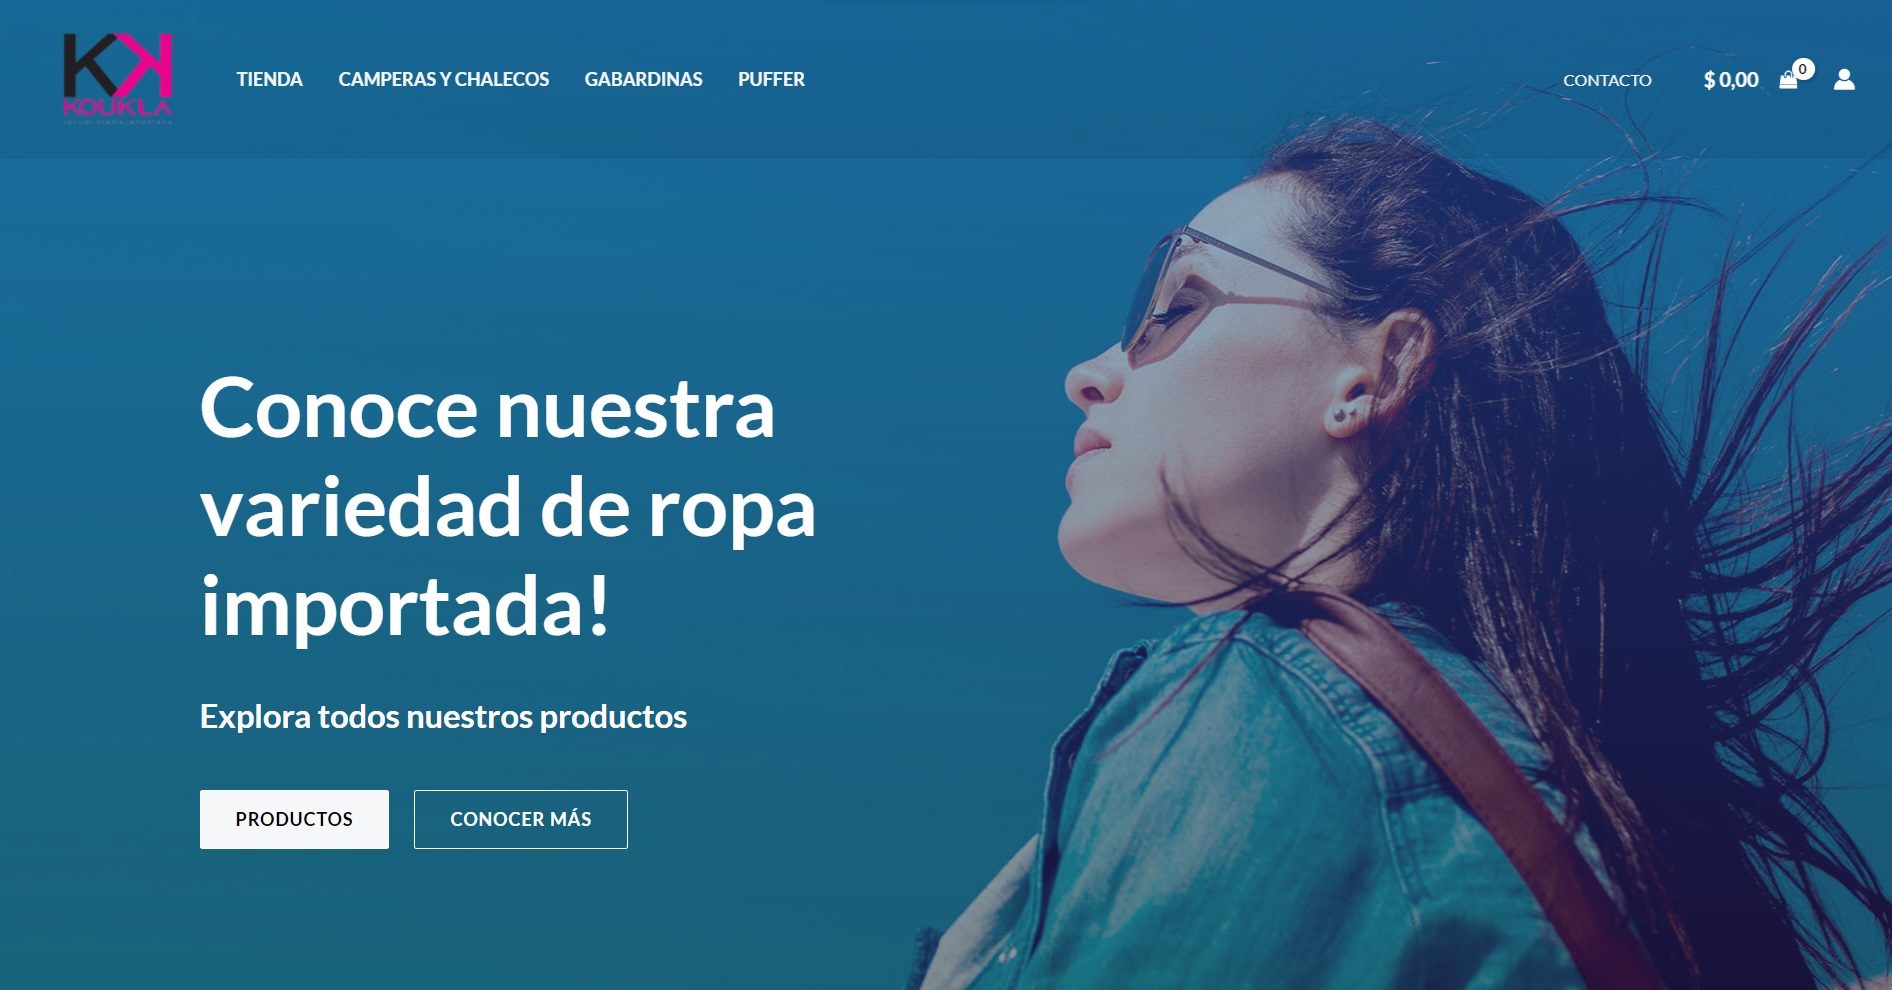 KK
KOUKLA
TIENDA
CAMPERAS Y CHALECOS
GABARDINAS
PUFFER
CONTACTO
$ 0,00
0
Conoce nuestra
variedad de ropa
importada!
Explora todos nuestros productos
PRODUCTOS
CONOCER MÁS